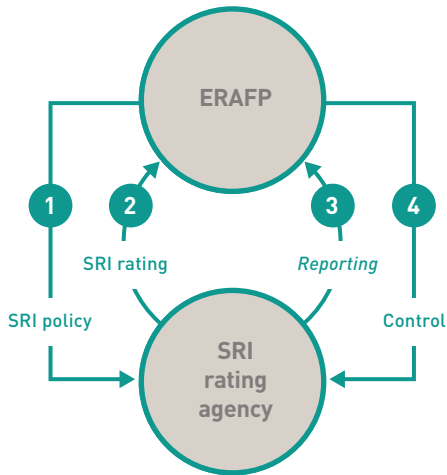 ERAFP
1
2
3
4
SRI rating
Reporting
SRI policy
Control
SRI
rating
agency